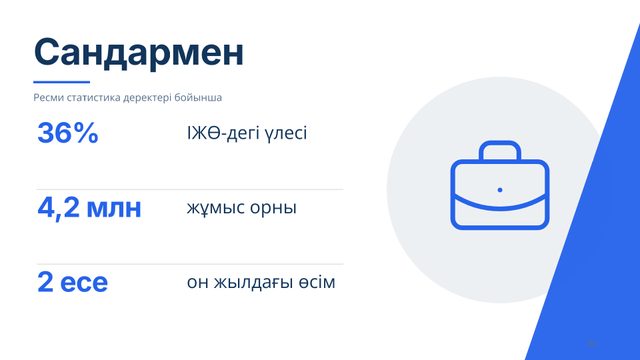 Сандармен
Ресми статистика деректері бойынша
36% ІЖӨ-дегі үлесі
4,2 млн жұмыс орны
2 есе он жылдағы өсім